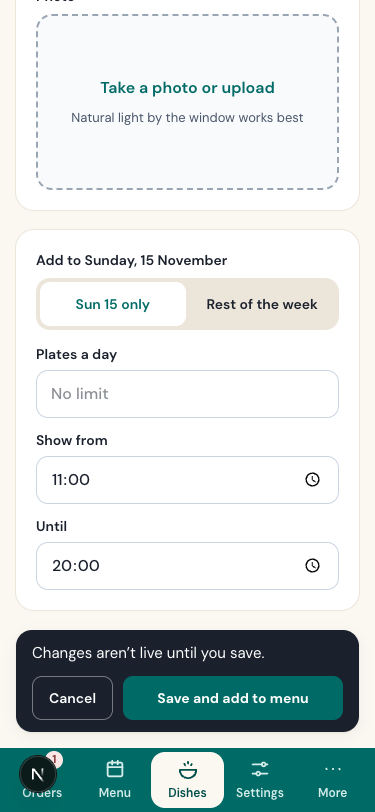 Photo
Take a photo or upload
Natural light by the window works best
Add to Sunday, 15 November
Sun 15 only
Rest of the week
Plates a day
No limit
Show from
11:00
Until
20:00
Changes aren’t live until you save.
Cancel
Save and add to menu
N
1
Orders
Menu
Dishes
Settings
More